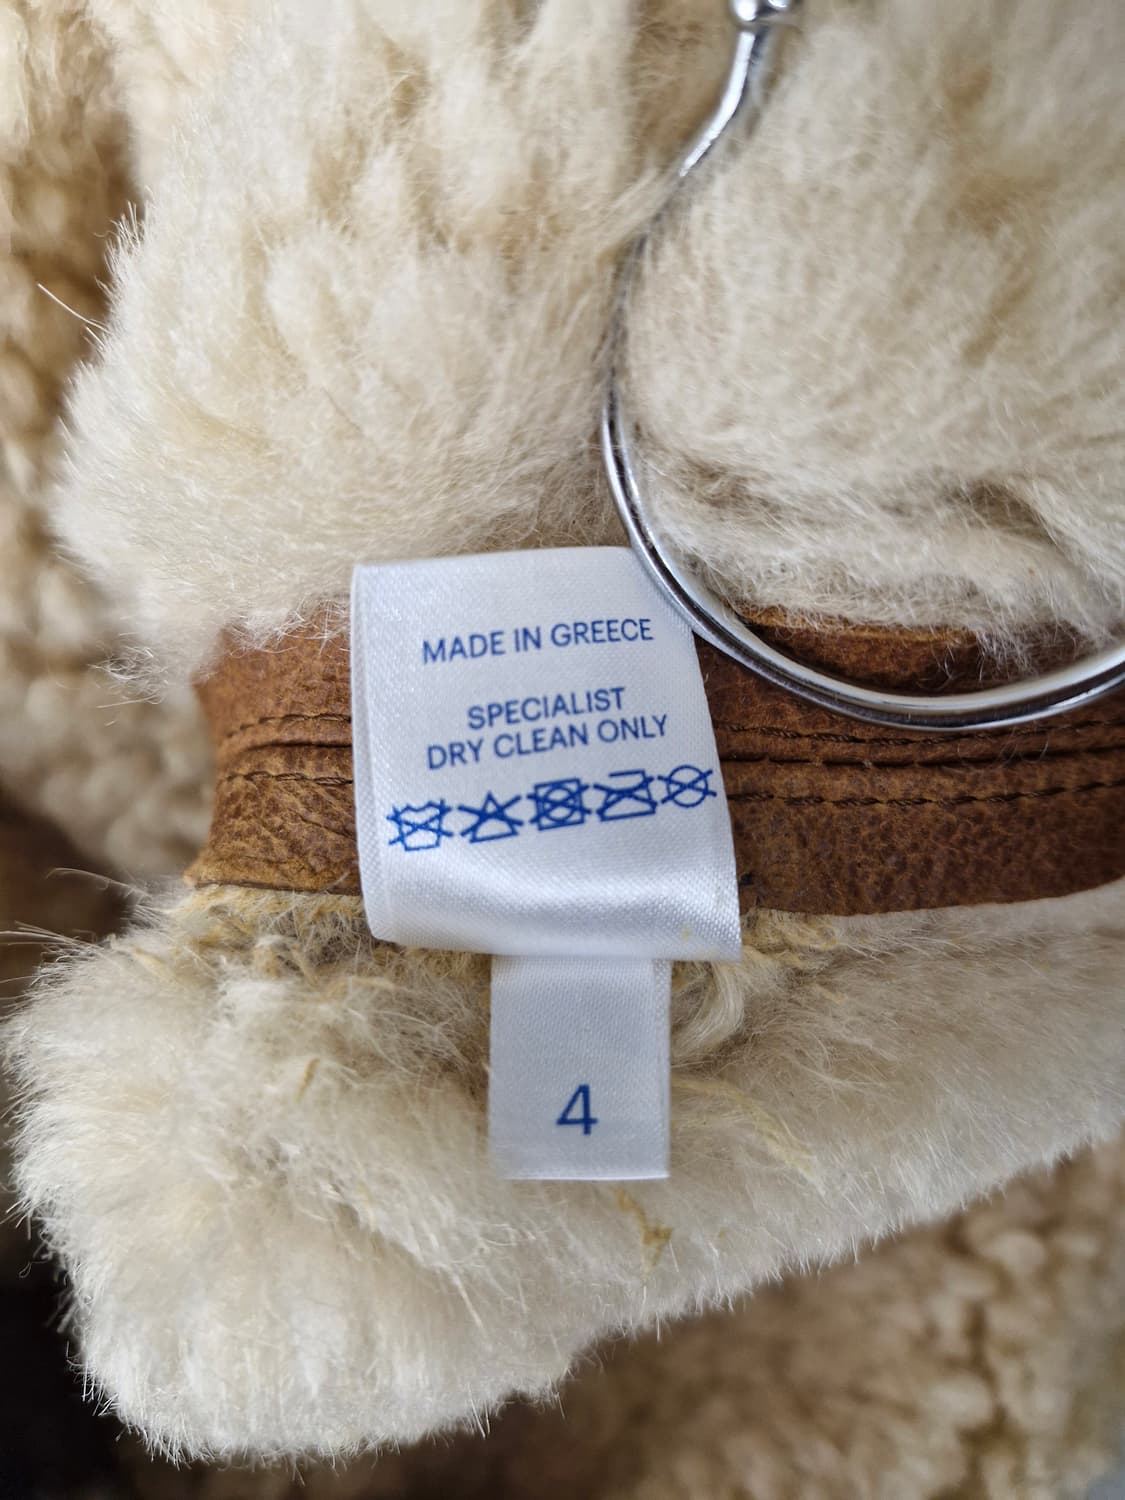 MADE IN GREECE
SPECIALIST
DRY CLEAN ONLY
4